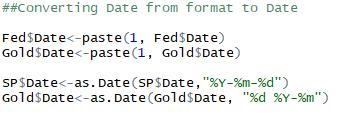 ##Converting Date from format to Date
Fed$Date<-paste(1, Fed$Date)
Gold$Date<-paste(1, Gold$Date)
SP$Date<-as.Date(SP$Date,"%Y-%m-%d")
Gold$Date<-as.Date(Gold$Date, "%d %Y-%m")